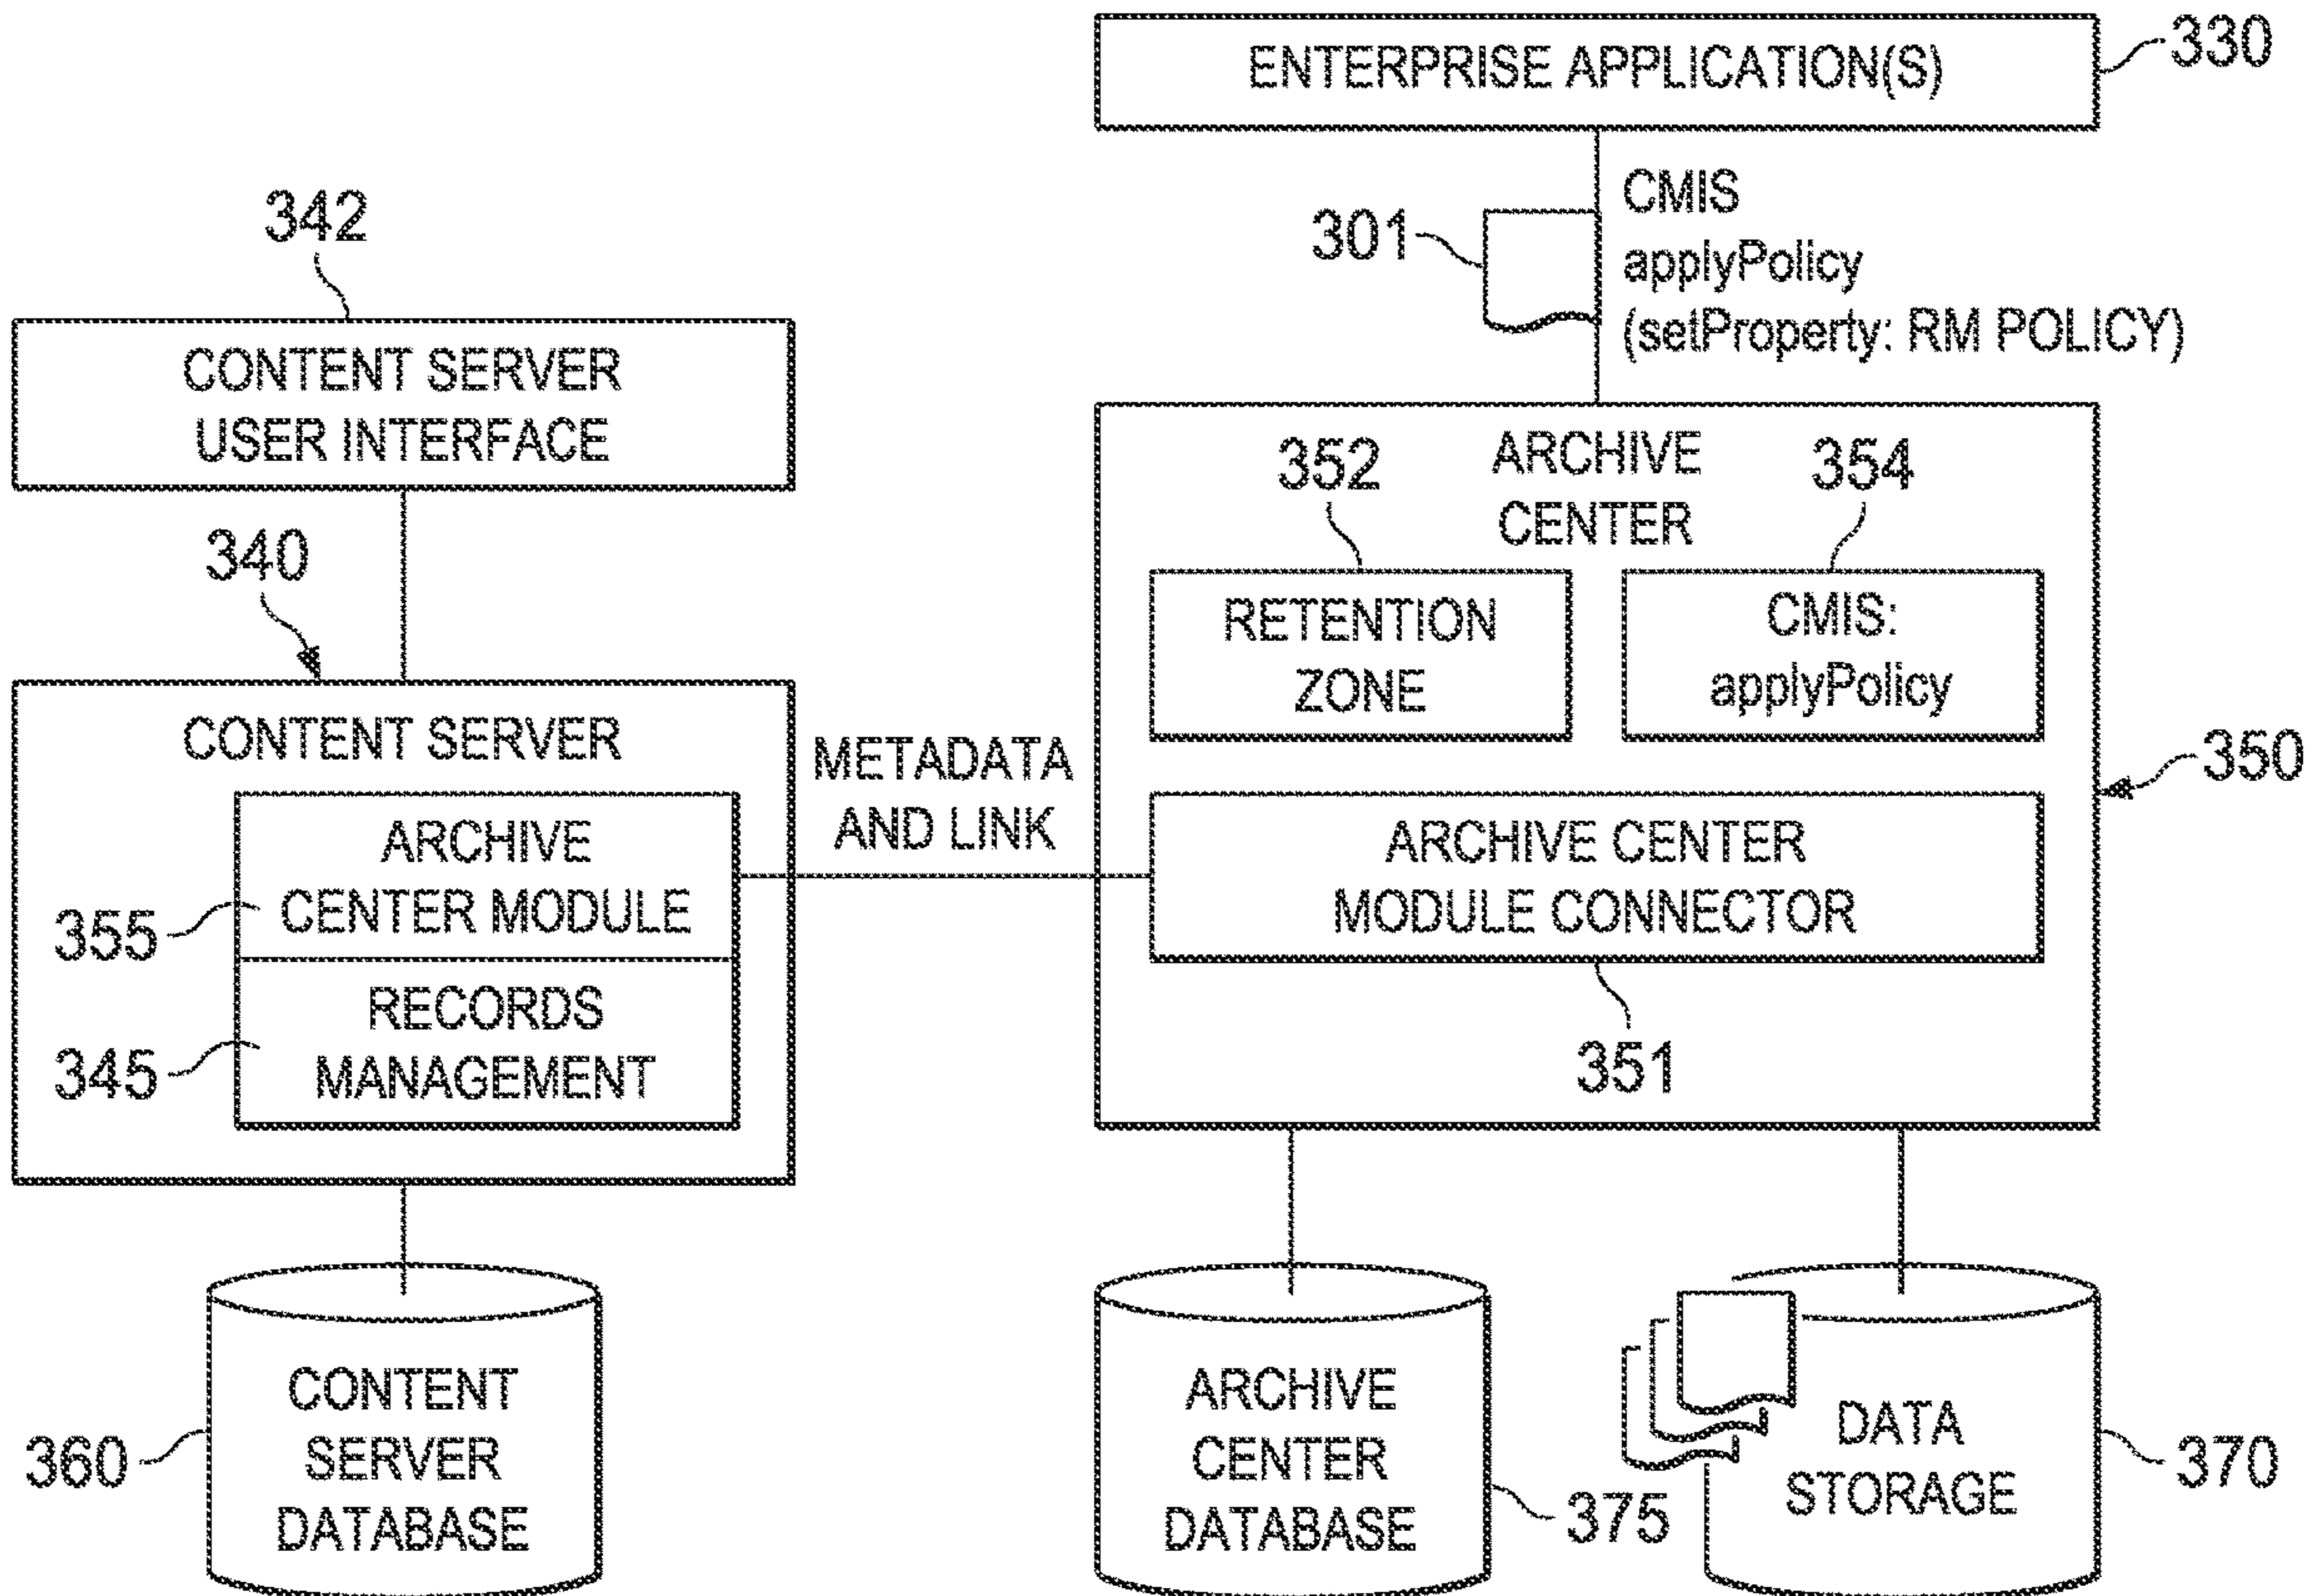 ENTERPRISE APPLICATION(S)
330
301
CMIS
applyPolicy
(setProperty: RM POLICY)
342
CONTENT SERVER
USER INTERFACE
340
CONTENT SERVER
ARCHIVE
CENTER MODULE
355
RECORDS
MANAGEMENT
345
METADATA
AND LINK
ARCHIVE
CENTER
352
354
RETENTION
ZONE
CMIS:
applyPolicy
350
ARCHIVE CENTER
MODULE CONNECTOR
351
CONTENT
SERVER
DATABASE
360
ARCHIVE
CENTER
DATABASE
375
DATA
STORAGE
370